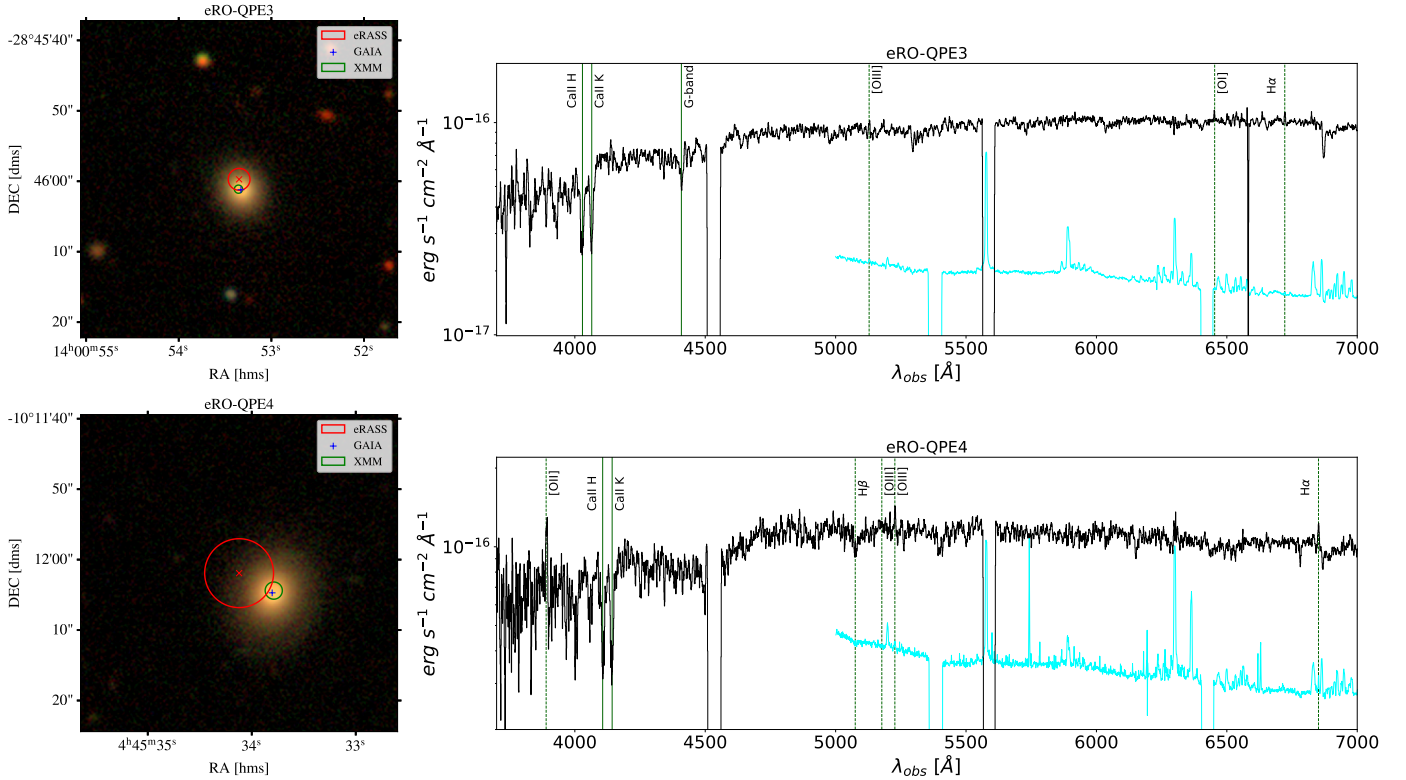 eRO-QPE3
eRASS
GAIA
XMM
-28°45'40"
50"
46'00"
10"
20"
DEC [dms]
14ʰ00ᵐ55ˢ
54ˢ
53ˢ
52ˢ
RA [hms]
eRO-QPE3
CaII H
CaII K
G-band
[OIII]
[OI]
Hα
10⁻¹⁶
10⁻¹⁷
erg s⁻¹ cm⁻² Å⁻¹
4000
4500
5000
5500
6000
6500
7000
λobs [Å]
eRO-QPE4
eRASS
GAIA
XMM
-10°11'40"
50"
12'00"
10"
20"
DEC [dms]
4ʰ45ᵐ35ˢ
34ˢ
33ˢ
RA [hms]
eRO-QPE4
[OII]
CaII H
CaII K
Hβ
[OIII]
[OIII]
Hα
10⁻¹⁶
erg s⁻¹ cm⁻² Å⁻¹
4000
4500
5000
5500
6000
6500
7000
λobs [Å]